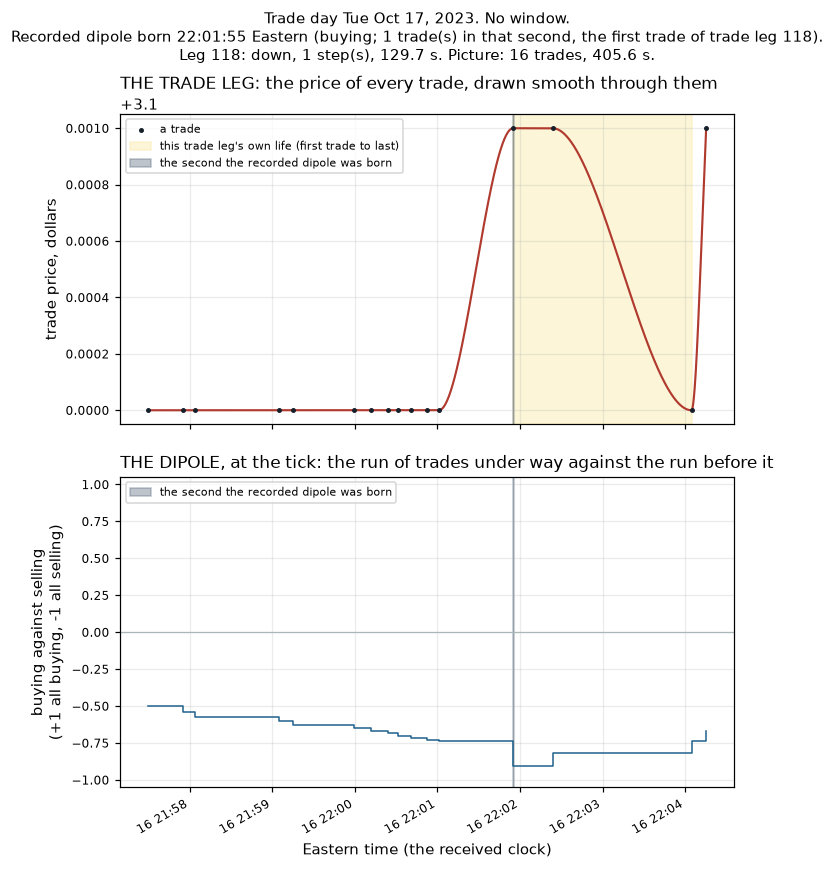 Trade day Tue Oct 17, 2023. No window.
Recorded dipole born 22:01:55 Eastern (buying; 1 trade(s) in that second, the first trade of trade leg 118).
Leg 118: down, 1 step(s), 129.7 s. Picture: 16 trades, 405.6 s.
THE TRADE LEG: the price of every trade, drawn smooth through them
+3.1
a trade
this trade leg's own life (first trade to last)
the second the recorded dipole was born
0.0010
0.0008
0.0006
0.0004
0.0002
0.0000
trade price, dollars
THE DIPOLE, at the tick: the run of trades under way against the run before it
the second the recorded dipole was born
1.00
0.75
0.50
0.25
0.00
−0.25
−0.50
−0.75
−1.00
buying against selling
(+1 all buying, -1 all selling)
16 21:58
16 21:59
16 22:00
16 22:01
16 22:02
16 22:03
16 22:04
Eastern time (the received clock)